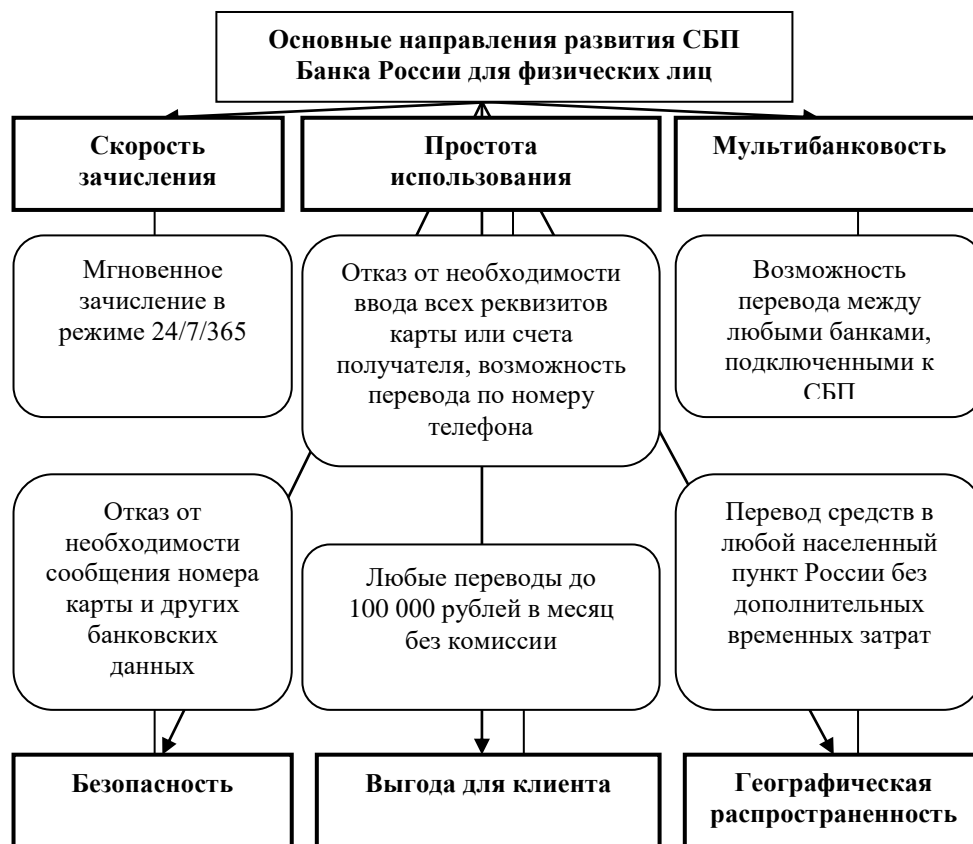 Основные направления развития СБП
Банка России для физических лиц
Скорость
зачисления
Простота
использования
Мультибанковость
Мгновенное
зачисление в
режиме 24/7/365
Отказ от необходимости
ввода всех реквизитов
карты или счета
получателя, возможность
перевода по номеру
телефона
Возможность
перевода между
любыми банками,
подключенными к
СБП
Отказ от
необходимости
сообщения номера
карты и других
банковских
данных
Любые переводы до
100 000 рублей в месяц
без комиссии
Перевод средств в
любой населенный
пункт России без
дополнительных
временных затрат
Безопасность
Выгода для клиента
Географическая
распространенность